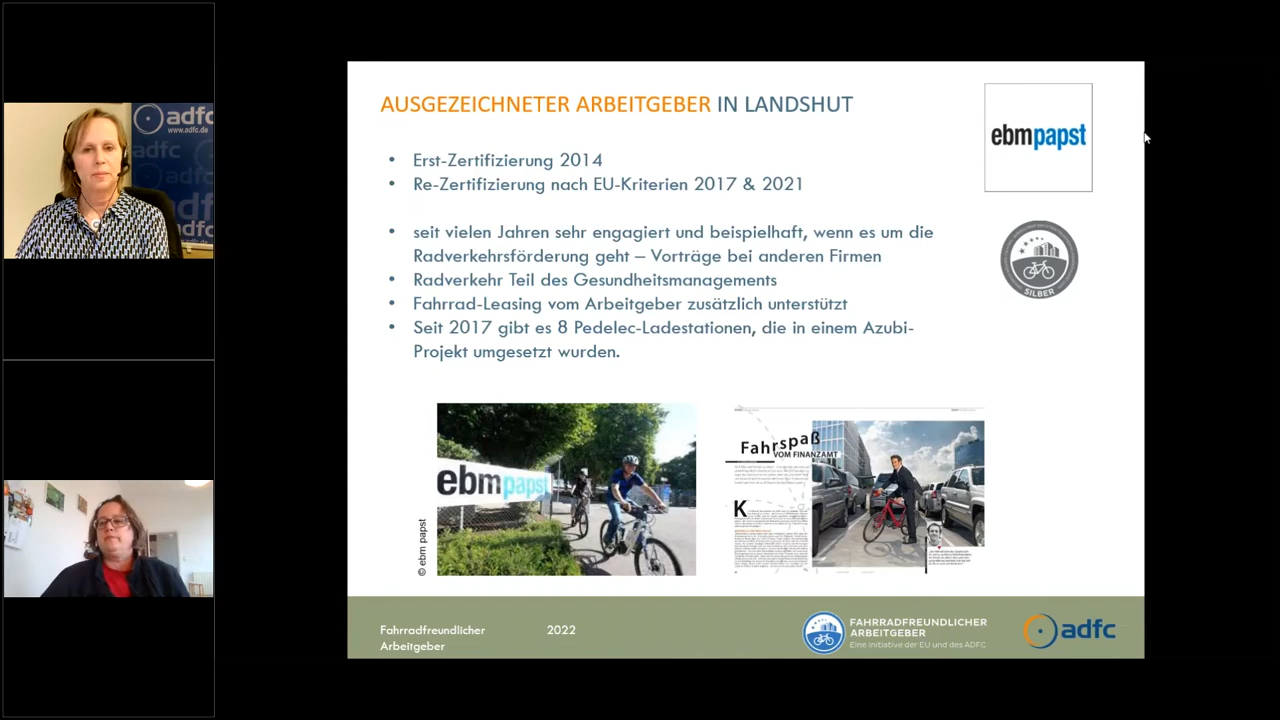 adfc
www.adfc.de
adfc
adfc
adfc
AUSGEZEICHNETER ARBEITGEBER IN LANDSHUT
ebmpapst
• Erst-Zertifizierung 2014
• Re-Zertifizierung nach EU-Kriterien 2017 & 2021
• seit vielen Jahren sehr engagiert und beispielhaft, wenn es um die
Radverkehrsförderung geht – Vorträge bei anderen Firmen
• Radverkehr Teil des Gesundheitsmanagements
• Fahrrad-Leasing vom Arbeitgeber zusätzlich unterstützt
• Seit 2017 gibt es 8 Pedelec-Ladestationen, die in einem Azubi-
Projekt umgesetzt wurden.
SILBER
© ebm papst
ebmpapst
Fahrspaß
VOM FINANZAMT
K
Fahrradfreundlicher
Arbeitgeber
2022
FAHRRADFREUNDLICHER
ARBEITGEBER
Eine Initiative der EU und des ADFC
adfc